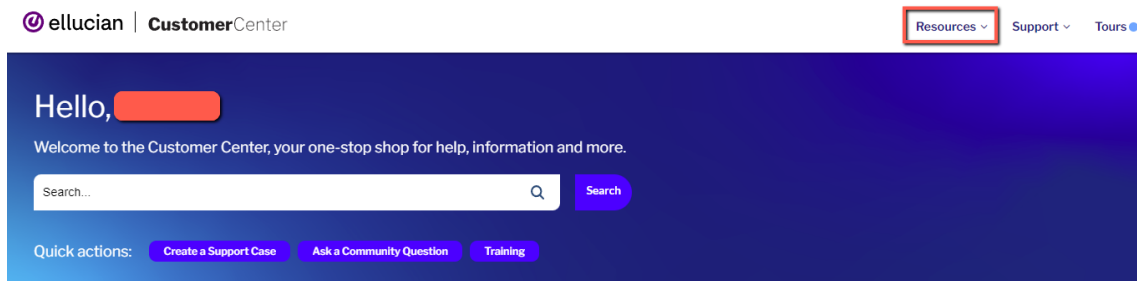 ellucian CustomerCenter
Resources Support Tours
Hello,
Welcome to the Customer Center, your one-stop shop for help, information and more.
Search... Search
Quick actions: Create a Support Case Ask a Community Question Training